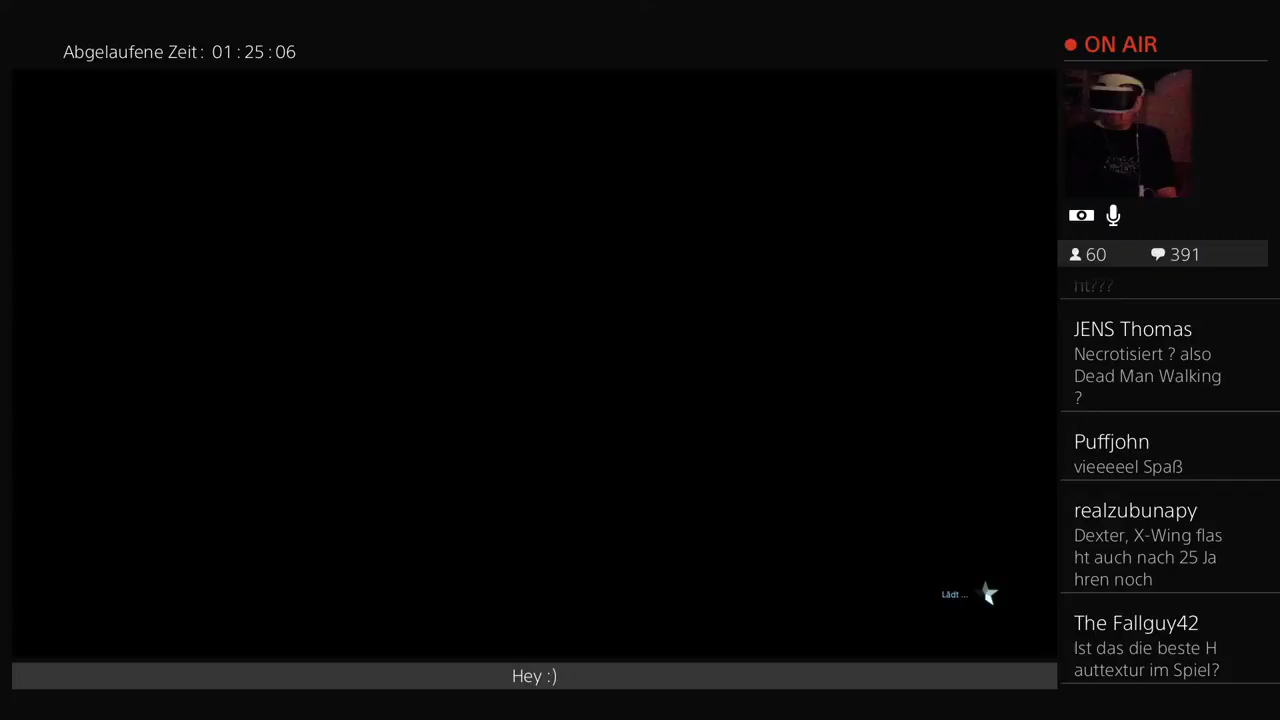 Abgelaufene Zeit: 01:25:06
ON AIR
60 391
ht???
JENS Thomas
Necrotisiert ? also
Dead Man Walking
?
Puffjohn
vieeeeel Spaß
realzubunapy
Dexter, X-Wing flas
ht auch nach 25 Ja
hren noch
The Fallguy42
Ist das die beste H
auttextur im Spiel?
Lädt ...
Hey :)